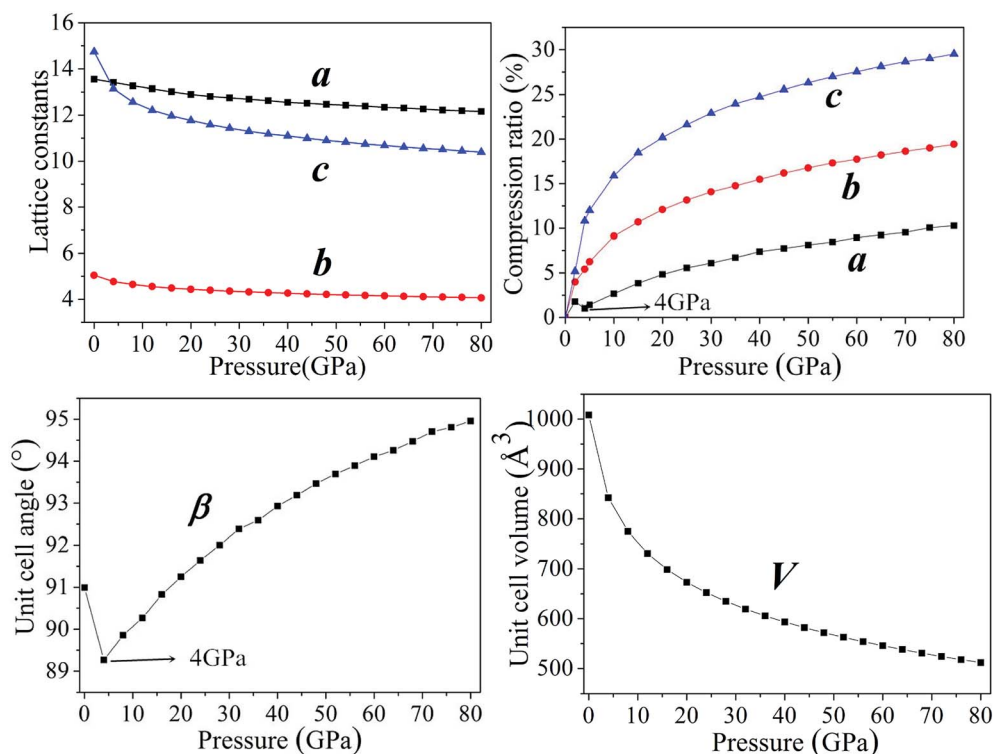 Lattice constants
16
14
12
10
8
6
4
a
c
b
0 10 20 30 40 50 60 70 80
Pressure(GPa)
Compression ratio (%)
30
25
20
15
10
5
0
c
b
a
4GPa
0 10 20 30 40 50 60 70 80
Pressure (GPa)
Unit cell angle (°)
95
94
93
92
91
90
89
β
4GPa
0 10 20 30 40 50 60 70 80
Pressure (GPa)
Unit cell volume (Å³)
1000
900
800
700
600
500
V
0 10 20 30 40 50 60 70 80
Pressure (GPa)